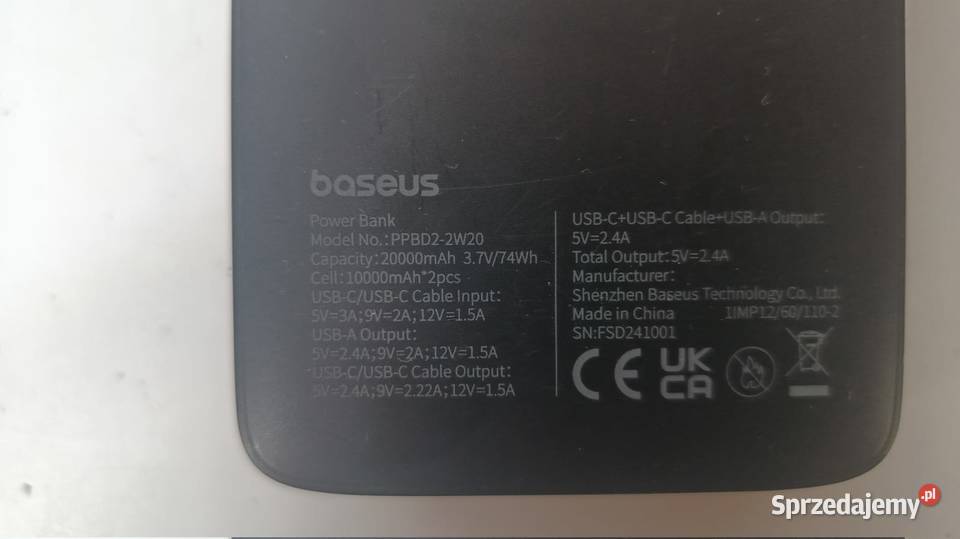 baseus
Power Bank
Model No.:PPBD2-2W20
Capacity:20000mAh 3.7V/74Wh
Cell:10000mAh*2pcs
USB-C/USB-C Cable Input:
5V=3A;9V=2A;12V=1.5A
USB-A Output:
5V=2.4A;9V=2A;12V=1.5A
USB-C/USB-C Cable Output:
5V=2.4A;9V=2.22A;12V=1.5A
USB-C+USB-C Cable+USB-A Output:
5V=2.4A
Total Output:5V=2.4A
Manufacturer:
Shenzhen Baseus Technology Co., Ltd.
Made in China 1IMP12/60/110-2
SN:FSD241001
CE UK CA
Sprzedajemy.pl